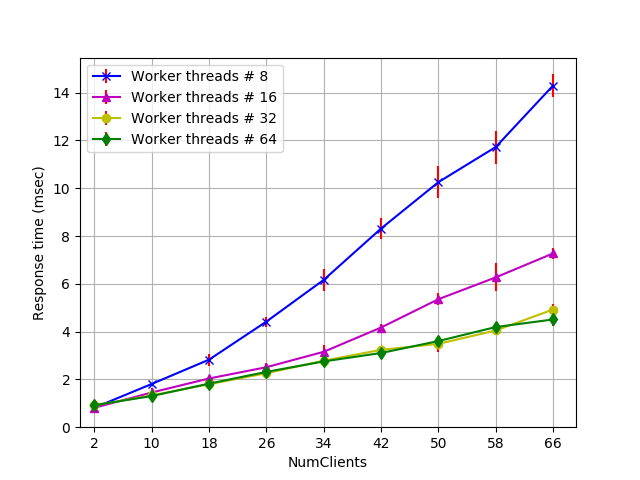 Worker threads # 8
Worker threads # 16
Worker threads # 32
Worker threads # 64
Response time (msec)
14
12
10
8
6
4
2
0
2 10 18 26 34 42 50 58 66
NumClients